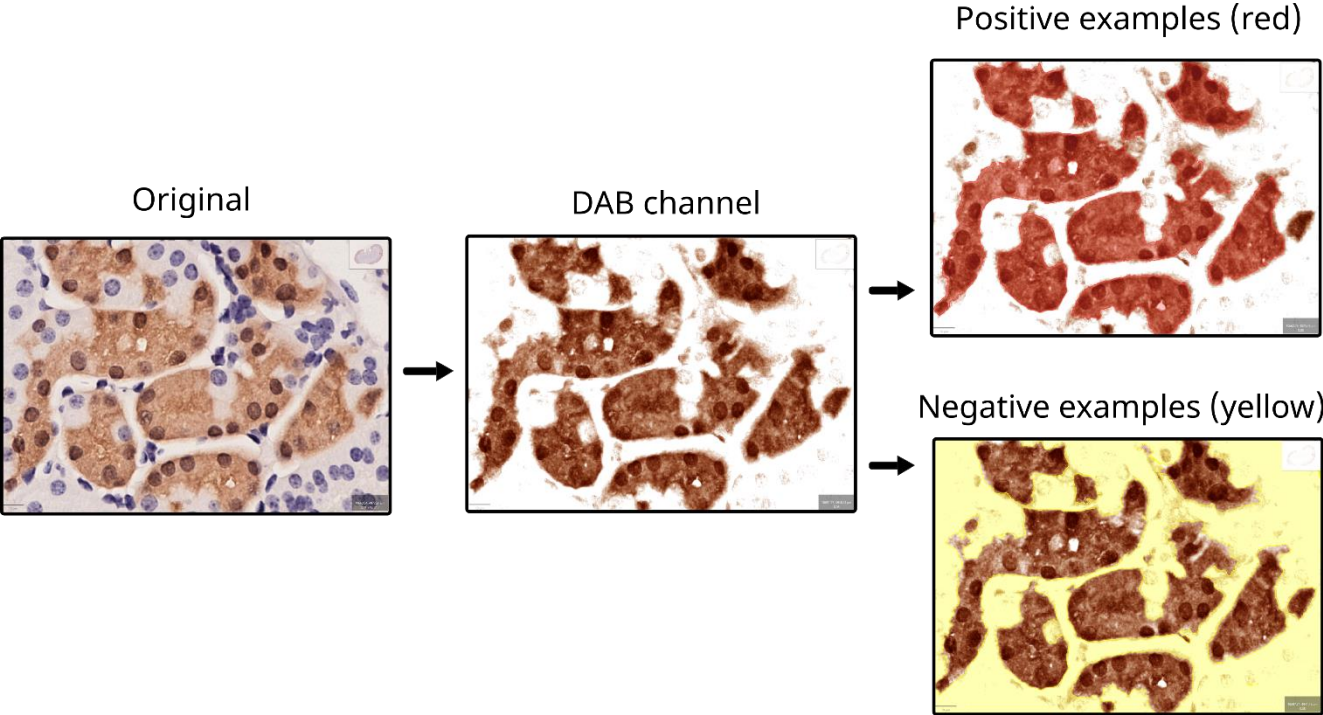 Positive examples (red)
Original
DAB channel
Negative examples (yellow)